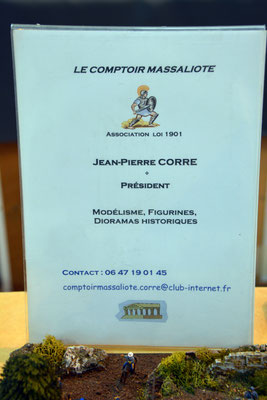 LE COMPTOIR MASSALIOTE
ASSOCIATION LOI 1901
JEAN-PIERRE CORRE
PRÉSIDENT
MODÉLISME, FIGURINES,
DIORAMAS HISTORIQUES
CONTACT : 06 47 19 01 45
comptoirmassaliote.corre@club-internet.fr